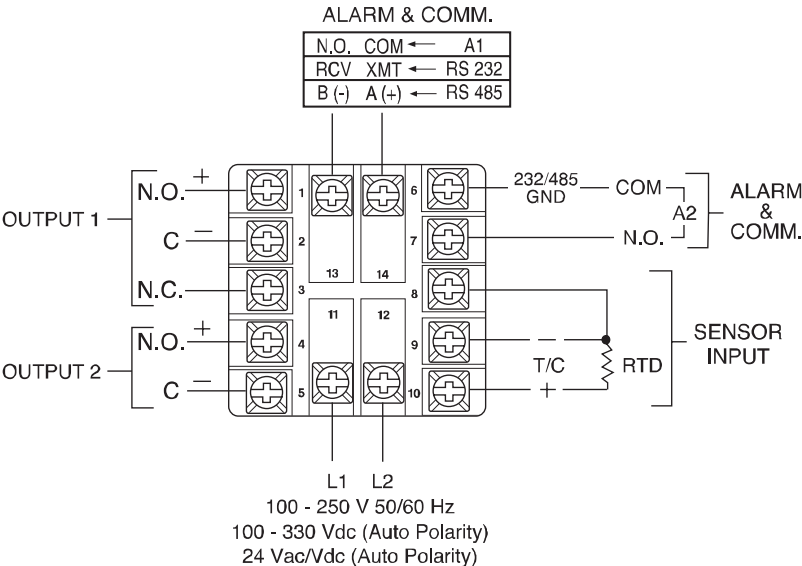 ALARM & COMM.
N.O. COM A1
RCV XMT RS 232
B (-) A (+) RS 485
OUTPUT 1
N.O. +
C −
N.C.
OUTPUT 2
N.O. +
C −
1
2
3
4
5
13
14
11
12
6
7
8
9
10
232/485
GND
COM
A2
N.O.
ALARM
&
COMM.
T/C
−
+
RTD
SENSOR
INPUT
L1 L2
100 - 250 V 50/60 Hz
100 - 330 Vdc (Auto Polarity)
24 Vac/Vdc (Auto Polarity)